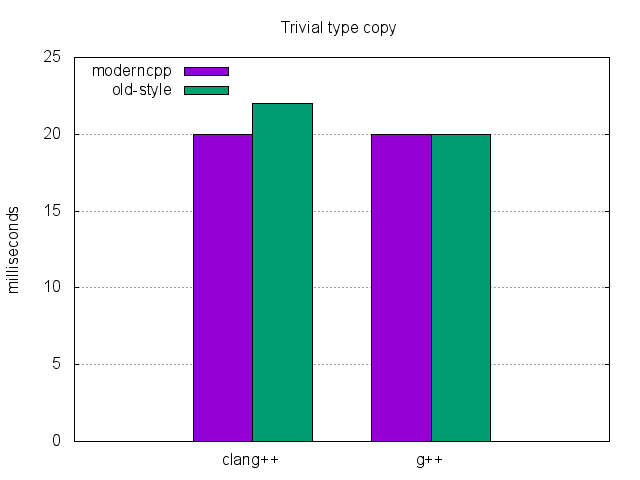 Trivial type copy
25
moderncpp
old-style
20
15
milliseconds
10
5
0
clang++
g++